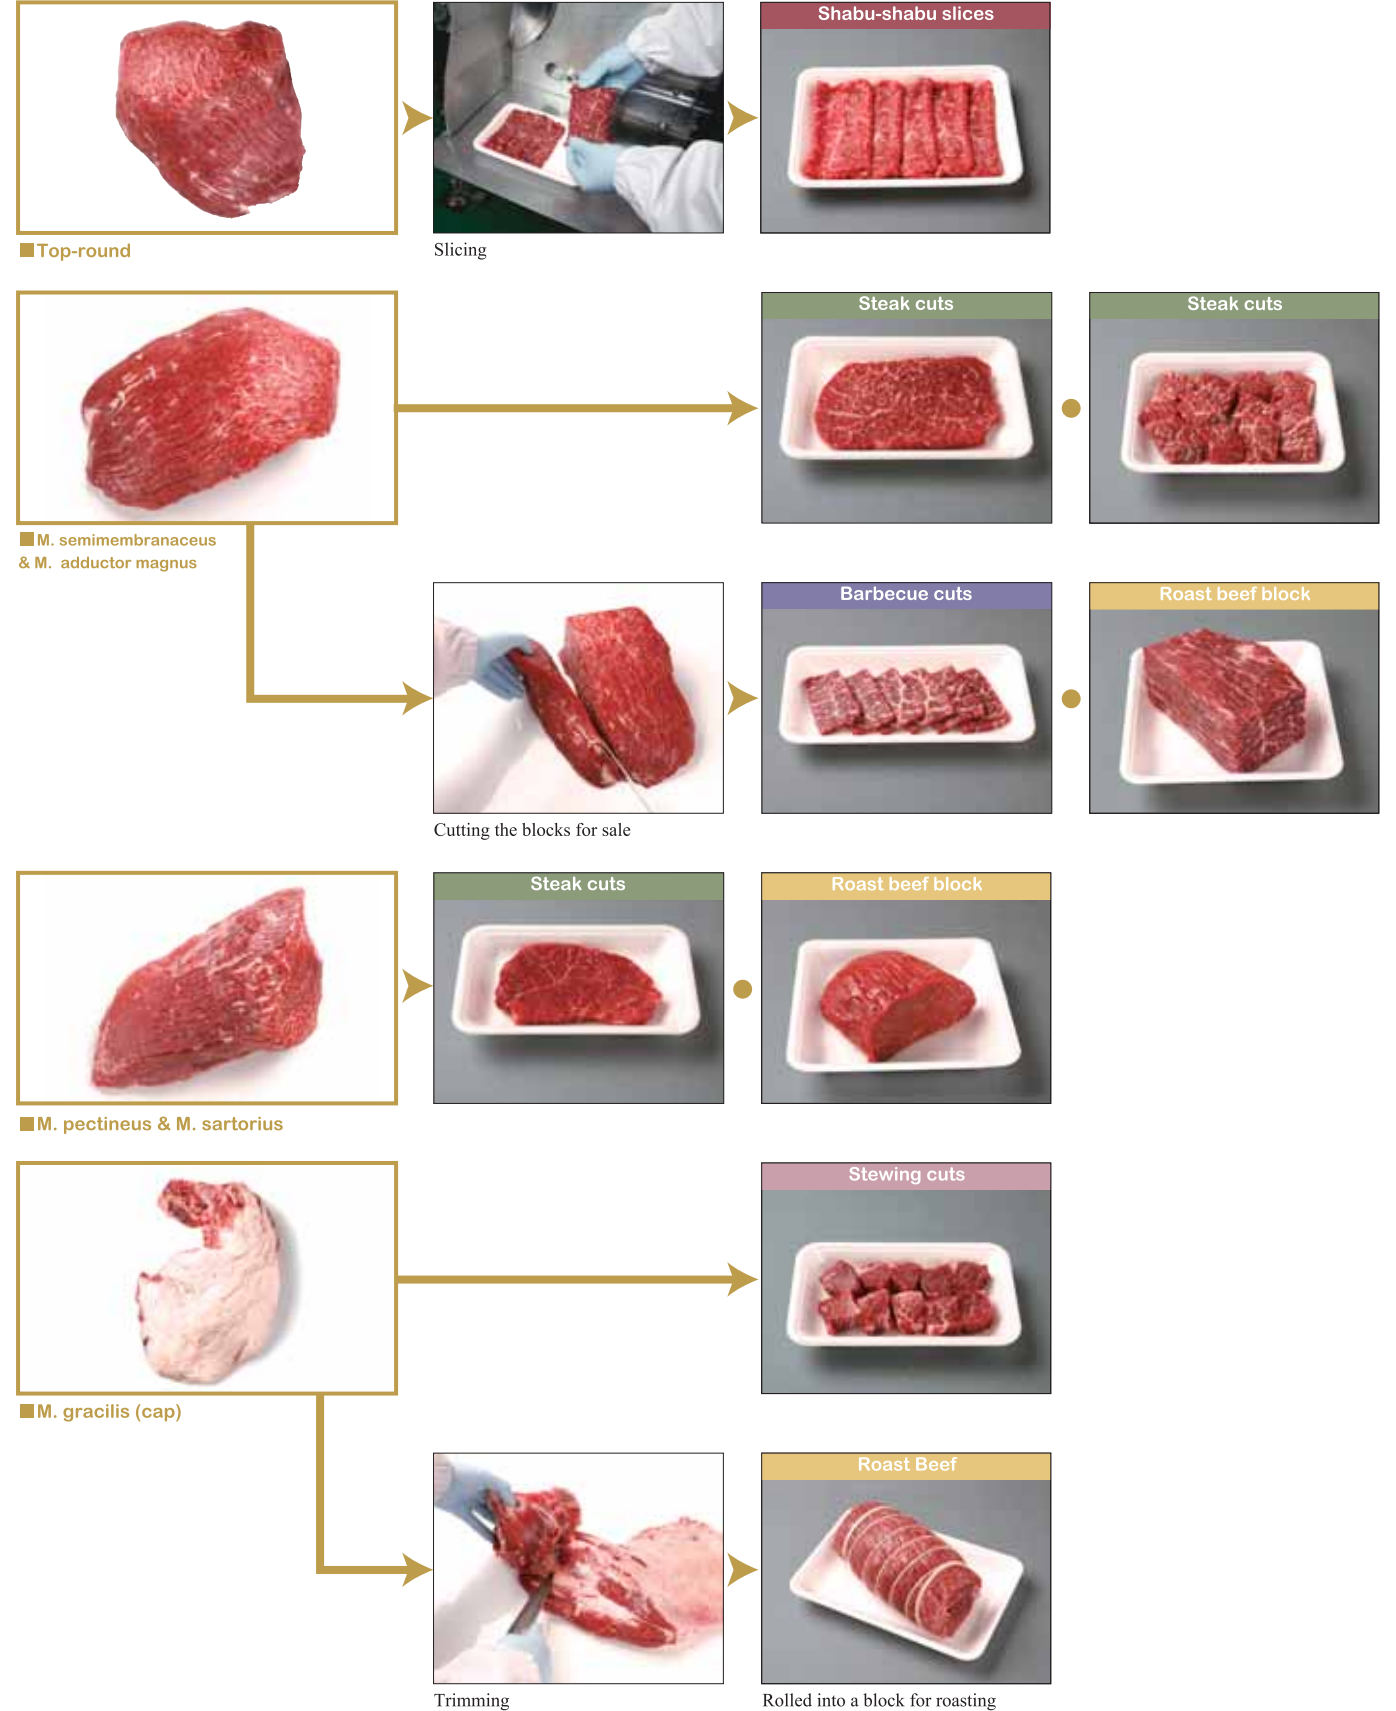 Shabu-shabu slices
■ Top-round
Slicing
Steak cuts
Steak cuts
■ M. semimembranaceus
& M. adductor magnus
Barbecue cuts
Roast beef block
Cutting the blocks for sale
Steak cuts
Roast beef block
■ M. pectineus & M. sartorius
Stewing cuts
■ M. gracilis (cap)
Roast Beef
Trimming
Rolled into a block for roasting